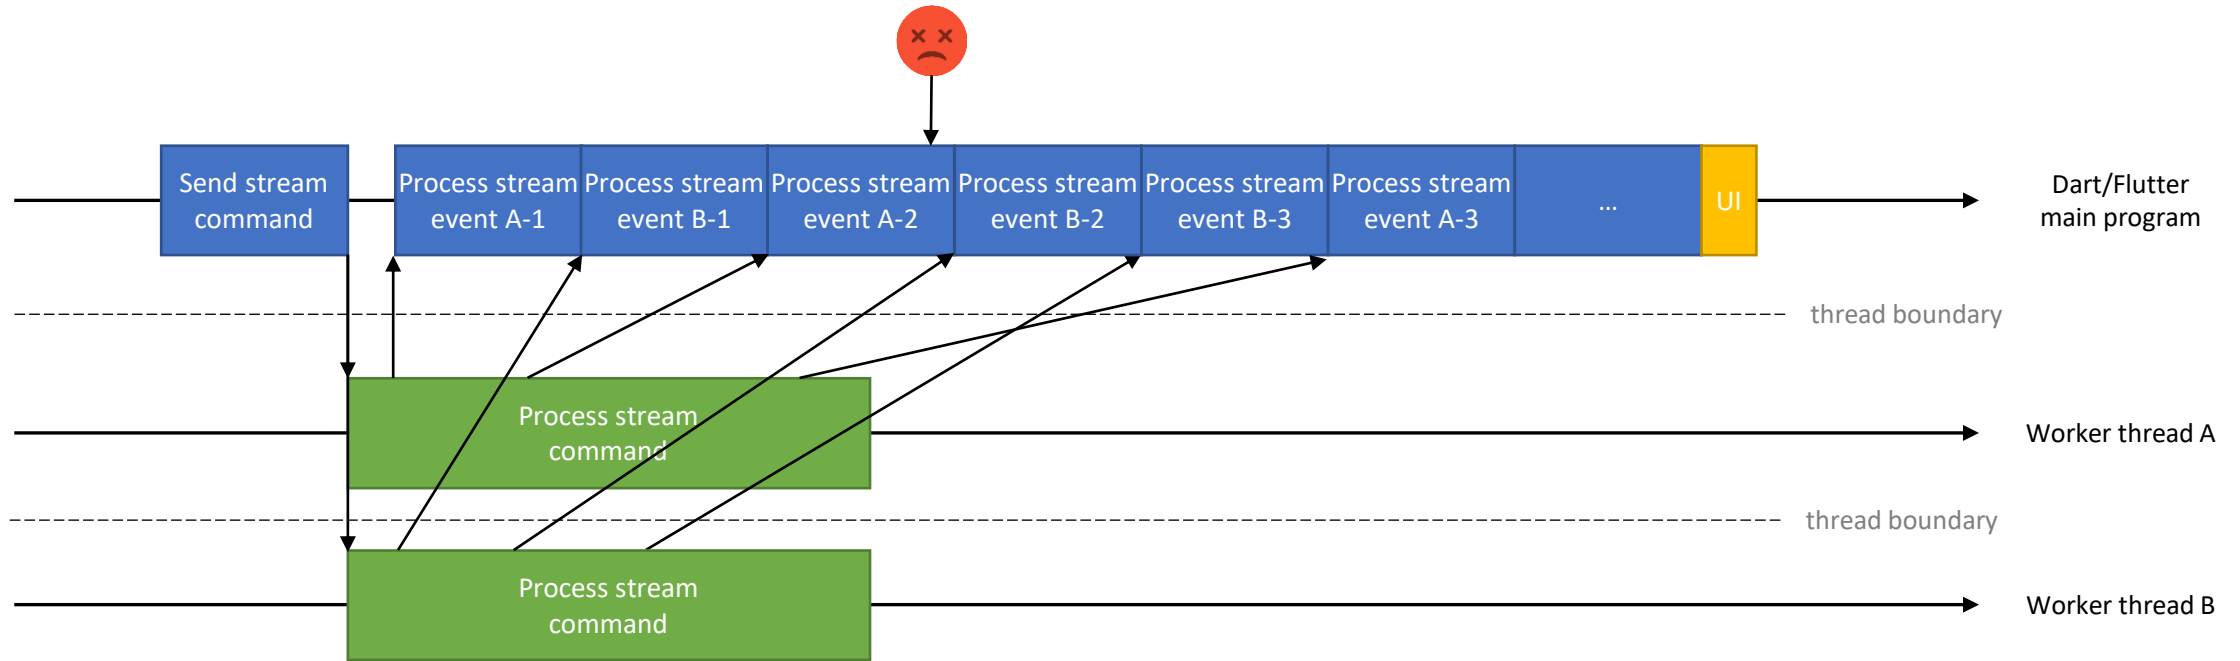 Send stream
command
Process stream
event A-1
Process stream
event B-1
Process stream
event A-2
Process stream
event B-2
Process stream
event B-3
Process stream
event A-3
...
UI
Dart/Flutter
main program
thread boundary
Process stream
command
Worker thread A
thread boundary
Process stream
command
Worker thread B